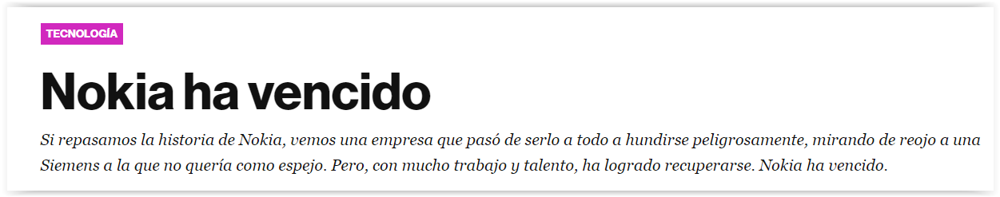 TECNOLOGÍA
Nokia ha vencido
Si repasamos la historia de Nokia, vemos una empresa que pasó de serlo a todo a hundirse peligrosamente, mirando de reojo a una
Siemens a la que no quería como espejo. Pero, con mucho trabajo y talento, ha logrado recuperarse. Nokia ha vencido.